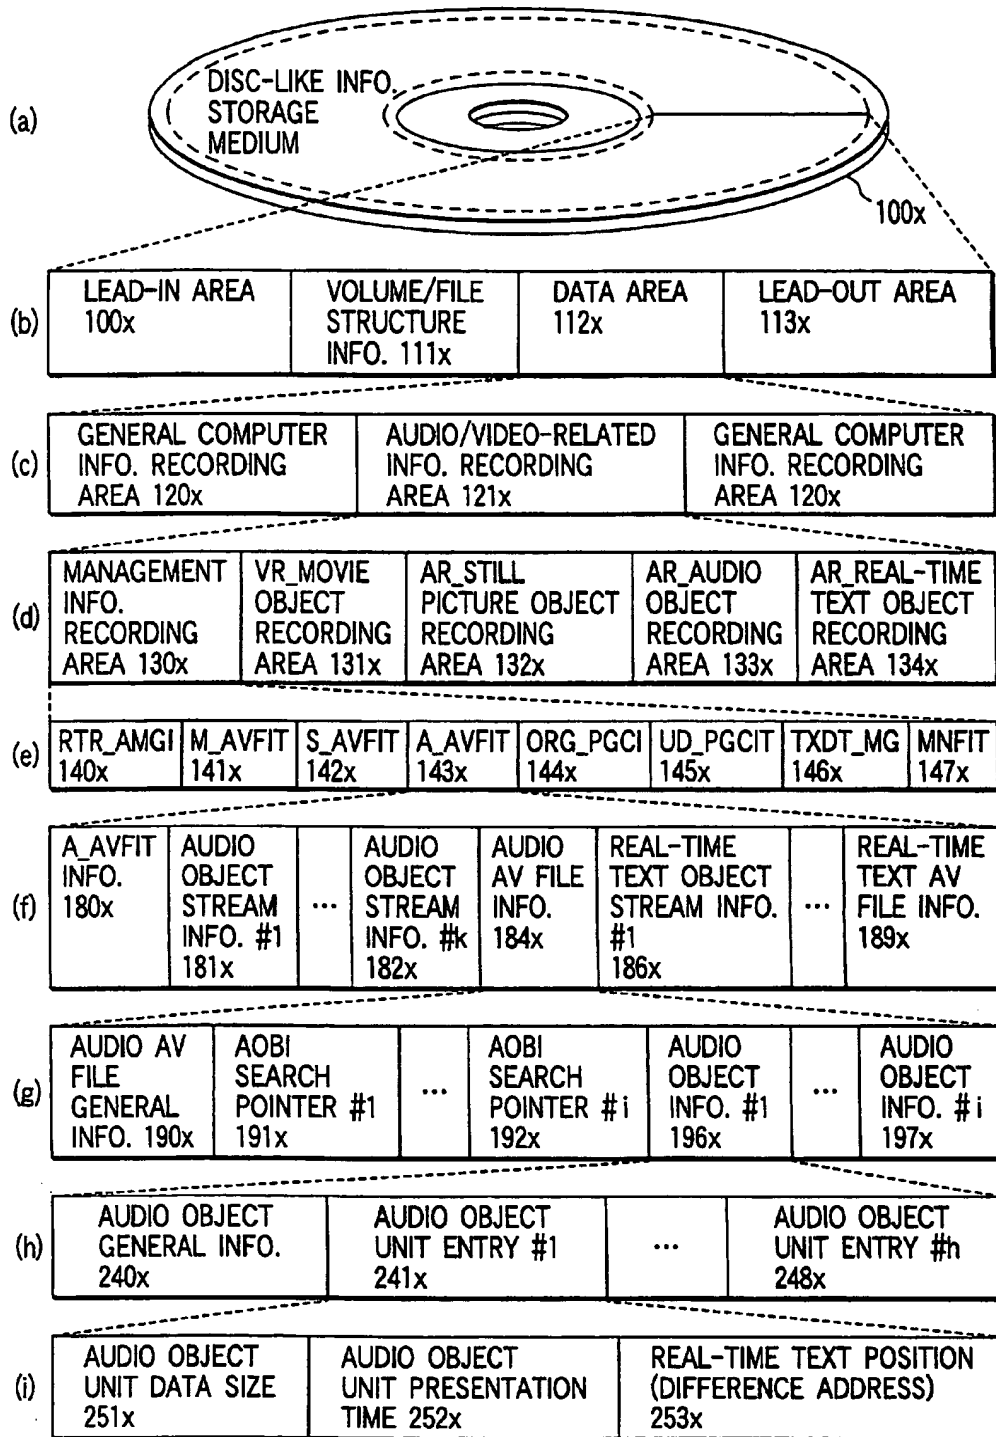 (a)
DISC-LIKE INFO.
STORAGE
MEDIUM
100x
(b)
LEAD-IN AREA
100x
VOLUME/FILE
STRUCTURE
INFO. 111x
DATA AREA
112x
LEAD-OUT AREA
113x
(c)
GENERAL COMPUTER
INFO. RECORDING
AREA 120x
AUDIO/VIDEO-RELATED
INFO. RECORDING
AREA 121x
GENERAL COMPUTER
INFO. RECORDING
AREA 120x
(d)
MANAGEMENT
INFO.
RECORDING
AREA 130x
VR_MOVIE
OBJECT
RECORDING
AREA 131x
AR_STILL
PICTURE OBJECT
RECORDING
AREA 132x
AR_AUDIO
OBJECT
RECORDING
AREA 133x
AR_REAL-TIME
TEXT OBJECT
RECORDING
AREA 134x
(e)
RTR_AMGI
140x
M_AVFIT
141x
S_AVFIT
142x
A_AVFIT
143x
ORG_PGCI
144x
UD_PGCIT
145x
TXDT_MG
146x
MNFIT
147x
(f)
A_AVFIT
INFO.
180x
AUDIO
OBJECT
STREAM
INFO. #1
181x
...
AUDIO
OBJECT
STREAM
INFO. #k
182x
AUDIO
AV FILE
INFO.
184x
REAL-TIME
TEXT OBJECT
STREAM INFO.
#1
186x
...
REAL-TIME
TEXT AV
FILE INFO.
189x
(g)
AUDIO AV
FILE
GENERAL
INFO. 190x
AOBI
SEARCH
POINTER #1
191x
...
AOBI
SEARCH
POINTER #i
192x
AUDIO
OBJECT
INFO. #1
196x
...
AUDIO
OBJECT
INFO. #i
197x
(h)
AUDIO OBJECT
GENERAL INFO.
240x
AUDIO OBJECT
UNIT ENTRY #1
241x
...
AUDIO OBJECT
UNIT ENTRY #h
248x
(i)
AUDIO OBJECT
UNIT DATA SIZE
251x
AUDIO OBJECT
UNIT PRESENTATION
TIME 252x
REAL-TIME TEXT POSITION
(DIFFERENCE ADDRESS)
253x